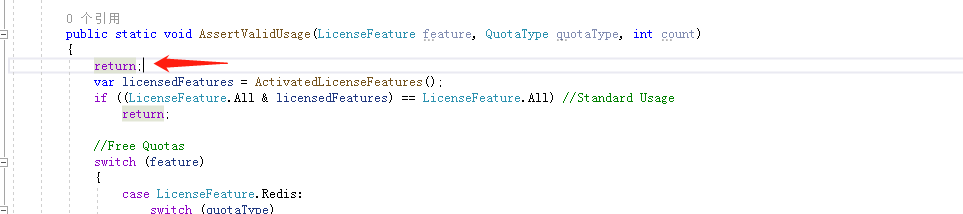 0 个引用
public static void AssertValidUsage(LicenseFeature feature, QuotaType quotaType, int count)
{
return;
var licensedFeatures = ActivatedLicenseFeatures();
if ((LicenseFeature.All & licensedFeatures) == LicenseFeature.All) //Standard Usage
return;
//Free Quotas
switch (feature)
{
case LicenseFeature.Redis:
switch (quotaType)